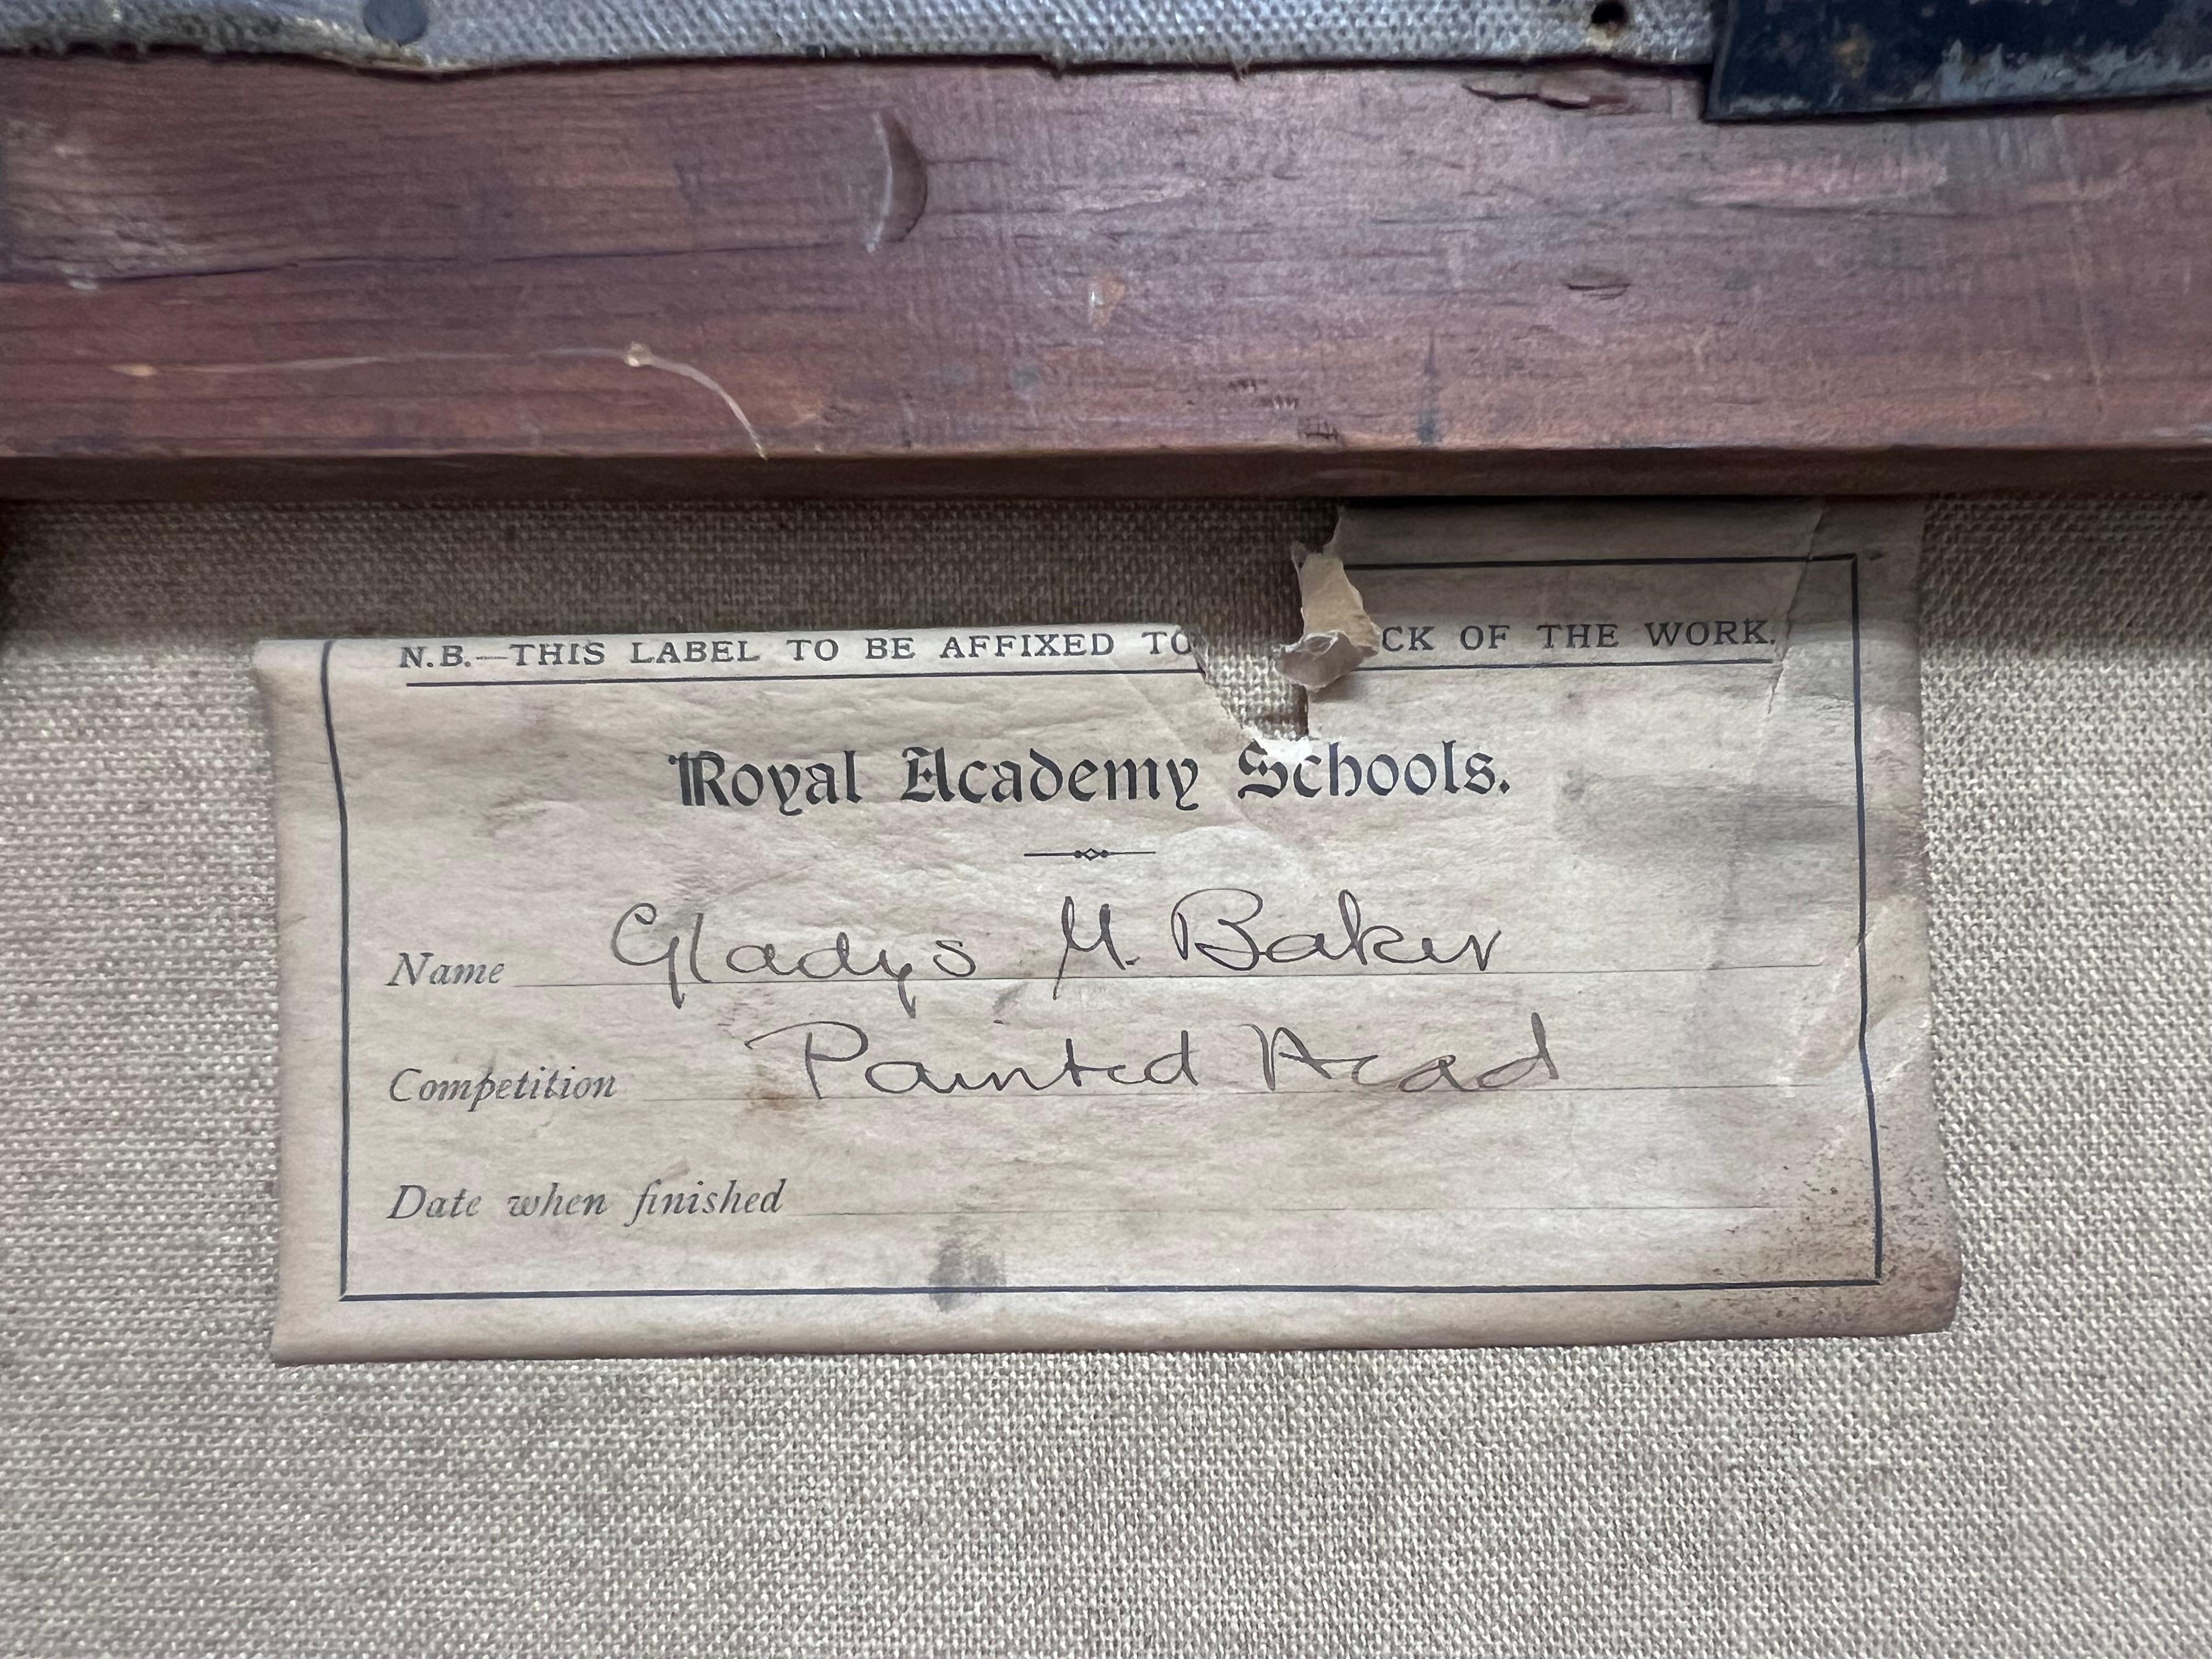 N.B.—THIS LABEL TO BE AFFIXED TO CK OF THE WORK.
Royal Academy Schools.
Name Gladys M. Baker
Competition Painted Head
Date when finished